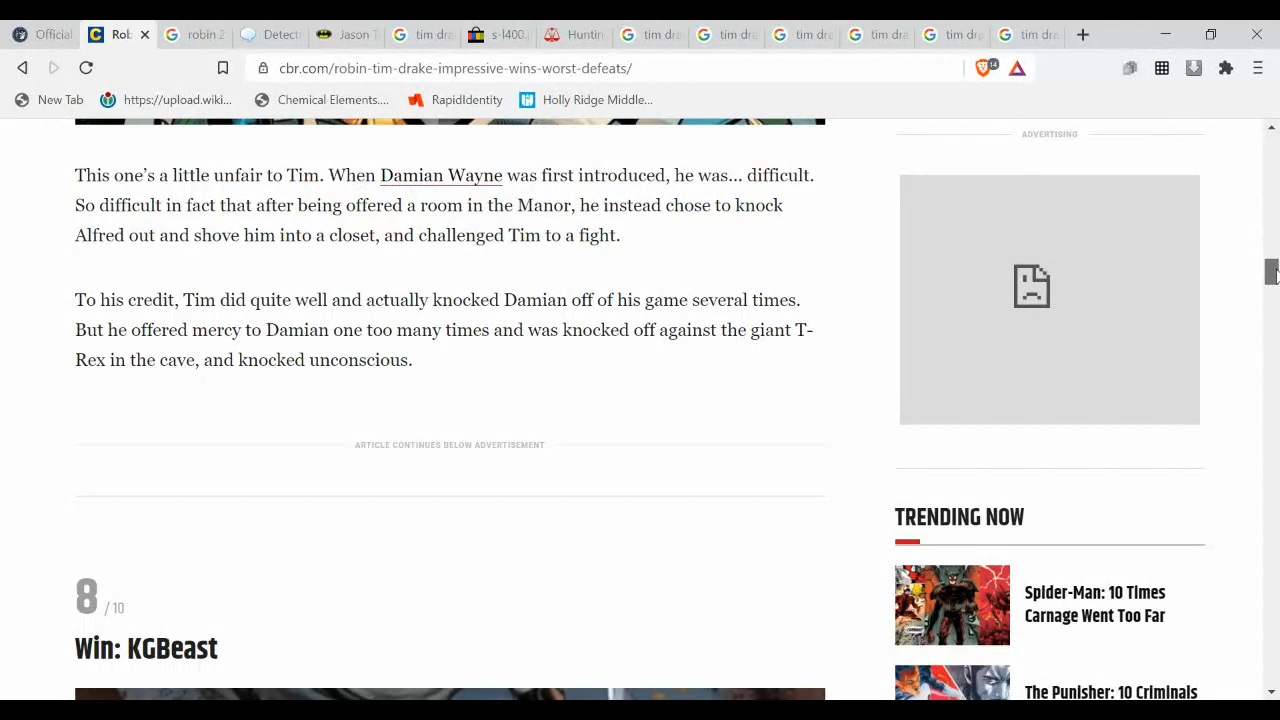 Official
Rob
robin 2
Detecti
Jason T
tim dra
s-l400.
Huntin
tim dra
tim dra
tim dra
tim dra
tim dra
tim dra
cbr.com/robin-tim-drake-impressive-wins-worst-defeats/
14
New Tab
https://upload.wiki...
Chemical Elements....
RapidIdentity
Holly Ridge Middle...
This one's a little unfair to Tim. When Damian Wayne was first introduced, he was... difficult.
So difficult in fact that after being offered a room in the Manor, he instead chose to knock
Alfred out and shove him into a closet, and challenged Tim to a fight.
To his credit, Tim did quite well and actually knocked Damian off of his game several times.
But he offered mercy to Damian one too many times and was knocked off against the giant T-
Rex in the cave, and knocked unconscious.
ARTICLE CONTINUES BELOW ADVERTISEMENT
8 / 10
Win: KGBeast
ADVERTISING
TRENDING NOW
Spider-Man: 10 Times
Carnage Went Too Far
The Punisher: 10 Criminals